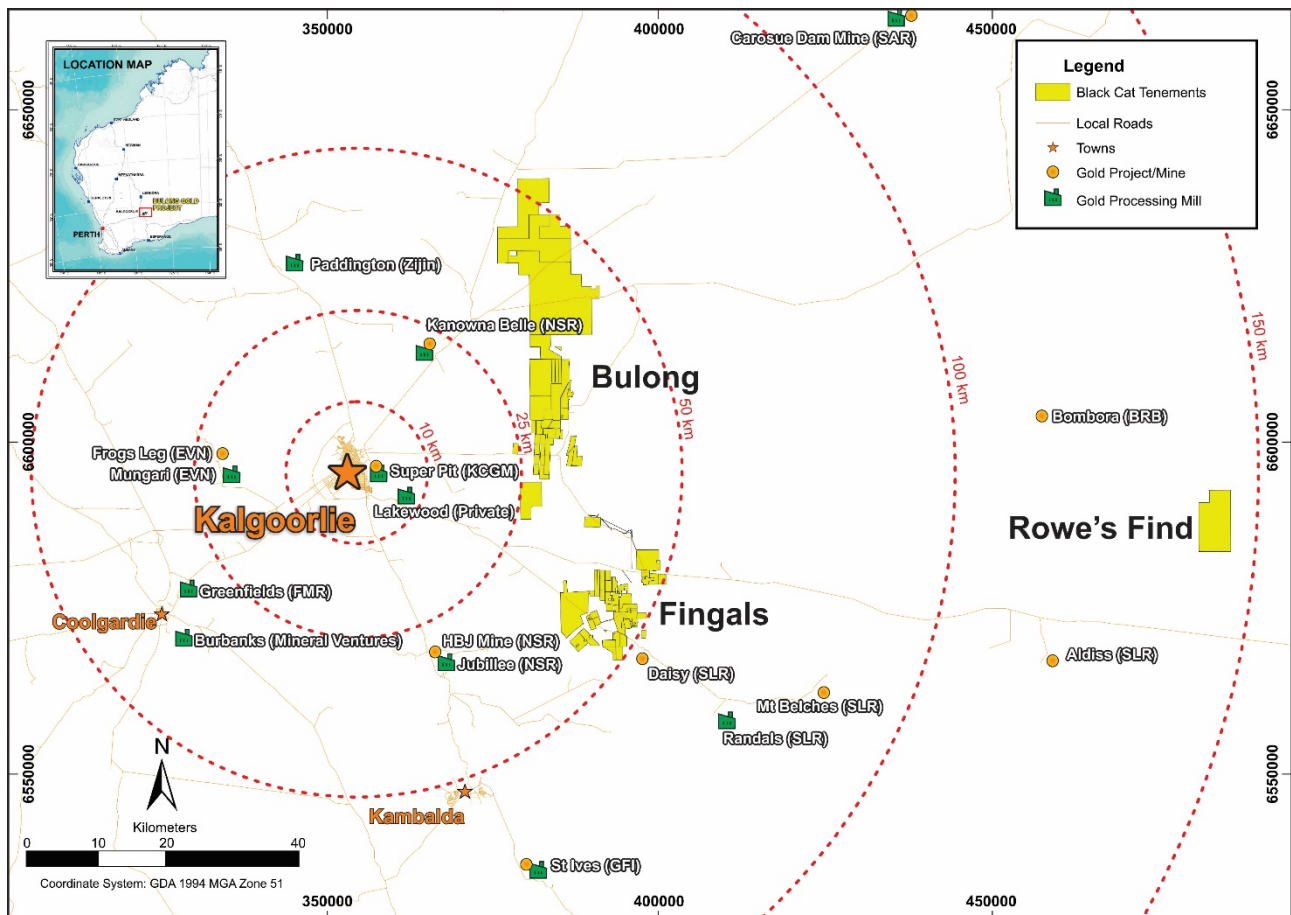 350000
400000
450000
Carosue Dam Mine (SAR)
LOCATION MAP
BULONG GOLD
PROJECT
PERTH
Legend
Black Cat Tenements
Local Roads
Towns
Gold Project/Mine
Gold Processing Mill
6650000
6650000
Paddington (Zijin)
Kanowna Belle (NSR)
Bulong
150 km
100 km
50 km
25 km
10 km
Bombora (BRB)
6600000
6600000
Frogs Leg (EVN)
Mungari (EVN)
Super Pit (KCGM)
Lakewood (Private)
Kalgoorlie
Rowe's Find
Greenfields (FMR)
Coolgardie
Burbanks (Mineral Ventures)
HBJ Mine (NSR)
Jubillee (NSR)
Fingals
Daisy (SLR)
Aldiss (SLR)
Mt Belches (SLR)
Randals (SLR)
6550000
6550000
N
Kilometers
0 10 20 40
Coordinate System: GDA 1994 MGA Zone 51
Kambalda
St Ives (GFI)
350000
400000
450000